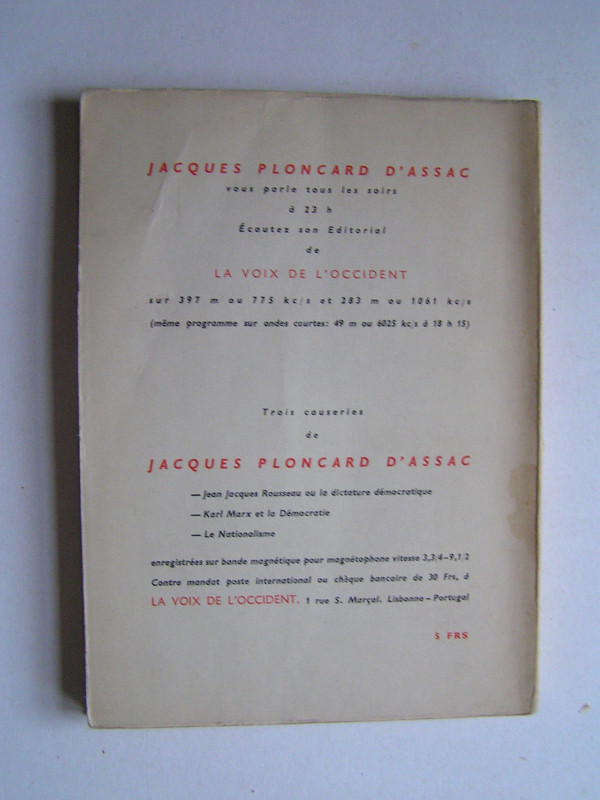 JACQUES PLONCARD D'ASSAC
vous parle tous les soirs
à 23 h
Écoutez son Editorial
de
LA VOIX DE L'OCCIDENT
sur 397 m ou 775 kc/s et 283 m ou 1061 kc/s
(même programme sur ondes courtes: 49 m ou 6025 kc/s à 18 h 15)
Trois causeries
de
JACQUES PLONCARD D'ASSAC
— Jean Jacques Rousseau ou la dictature démocratique
— Karl Marx et la Démocratie
— Le Nationalisme
enregistrées sur bande magnétique pour magnétophone vitesse 3,3/4-9,1/2
Contre mandat poste international ou chèque bancaire de 30 Frs, à
LA VOIX DE L'OCCIDENT. 1 rue S. Marçal. Lisbonne - Portugal
5 FRS